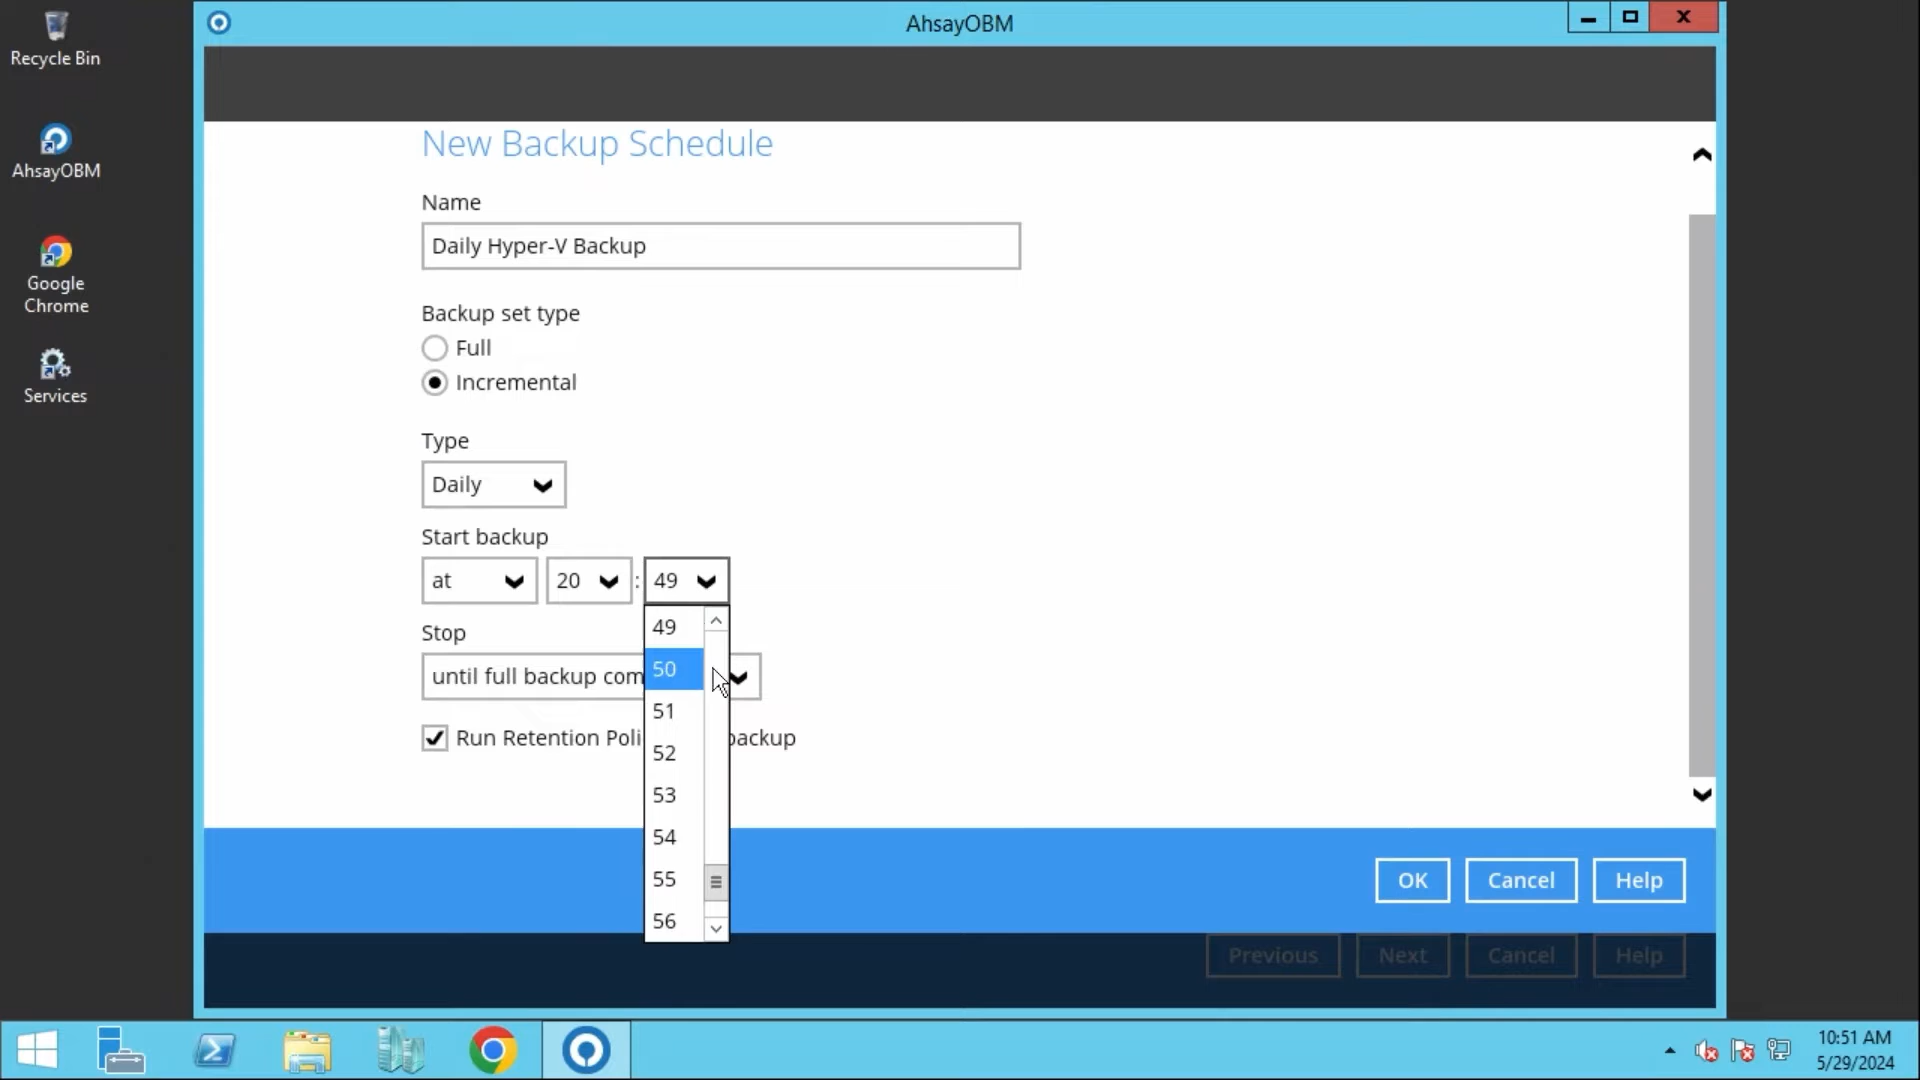 AhsayOBM
Recycle Bin
AhsayOBM
Google
Chrome
Services
New Backup Schedule
Name
Daily Hyper-V Backup
Backup set type
Full
Incremental
Type
Daily
Start backup
at 20 : 49
49
50
51
52
53
54
55
56
Stop
until full backup com
Run Retention Poli backup
OK Cancel Help
Previous Next Cancel Help
10:51 AM
5/29/2024